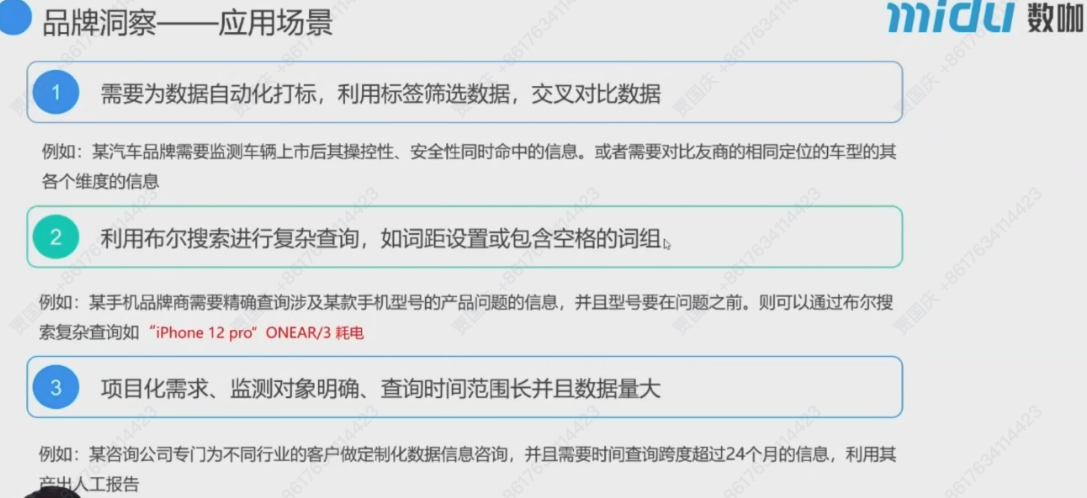 品牌洞察——应用场景
midu 数咖
1 需要为数据自动化打标，利用标签筛选数据，交叉对比数据
例如：某汽车品牌需要监测车辆上市后其操控性、安全性同时命中的信息。或者需要对比友商的相同定位的车型的其
各个维度的信息
2 利用布尔搜索进行复杂查询，如词距设置或包含空格的词组。
例如：某手机品牌商需要精确查询涉及某款手机型号的产品问题的信息，并且型号要在问题之前。则可以通过布尔搜
索复杂查询如“iPhone 12 pro” ONEAR/3 耗电
3 项目化需求、监测对象明确、查询时间范围长并且数据量大
例如：某咨询公司专门为不同行业的客户做定制化数据信息咨询，并且需要时间查询跨度超过24个月的信息，利用其
产出人工报告
贾国庆 +8617634114423